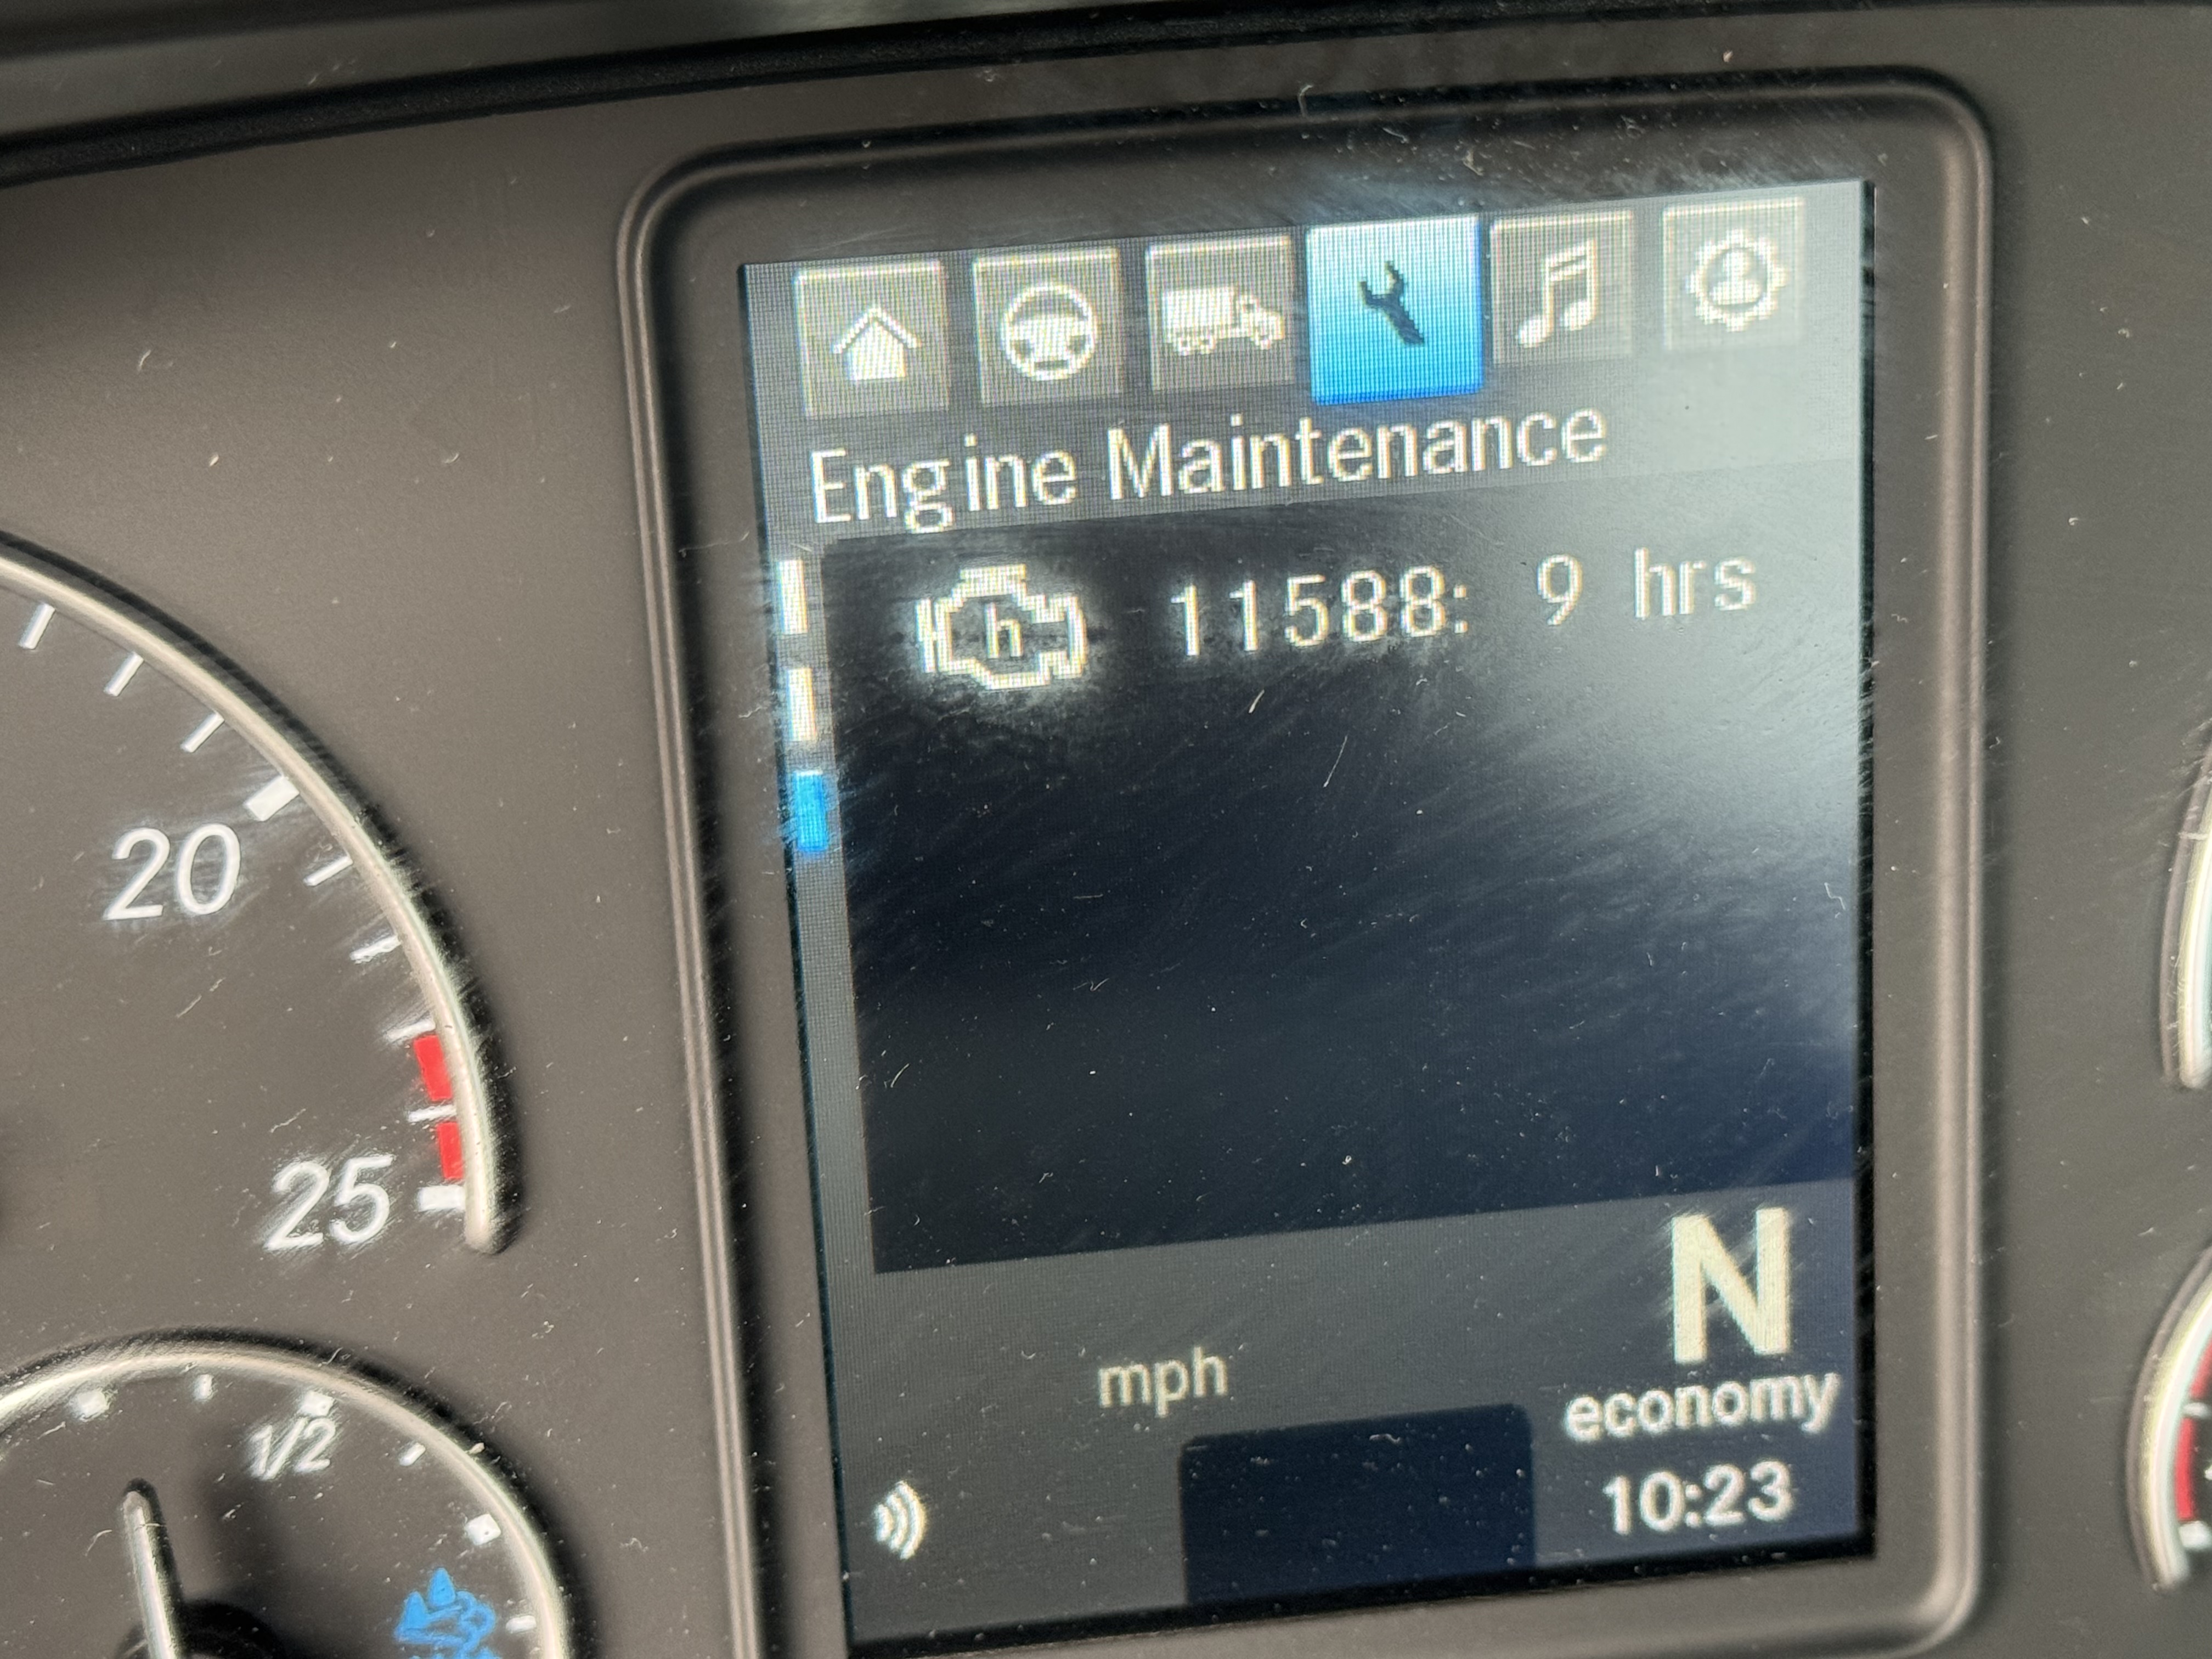 Engine Maintenance
h 11588: 9 hrs
20
25
1/2
N
mph
economy
10:23